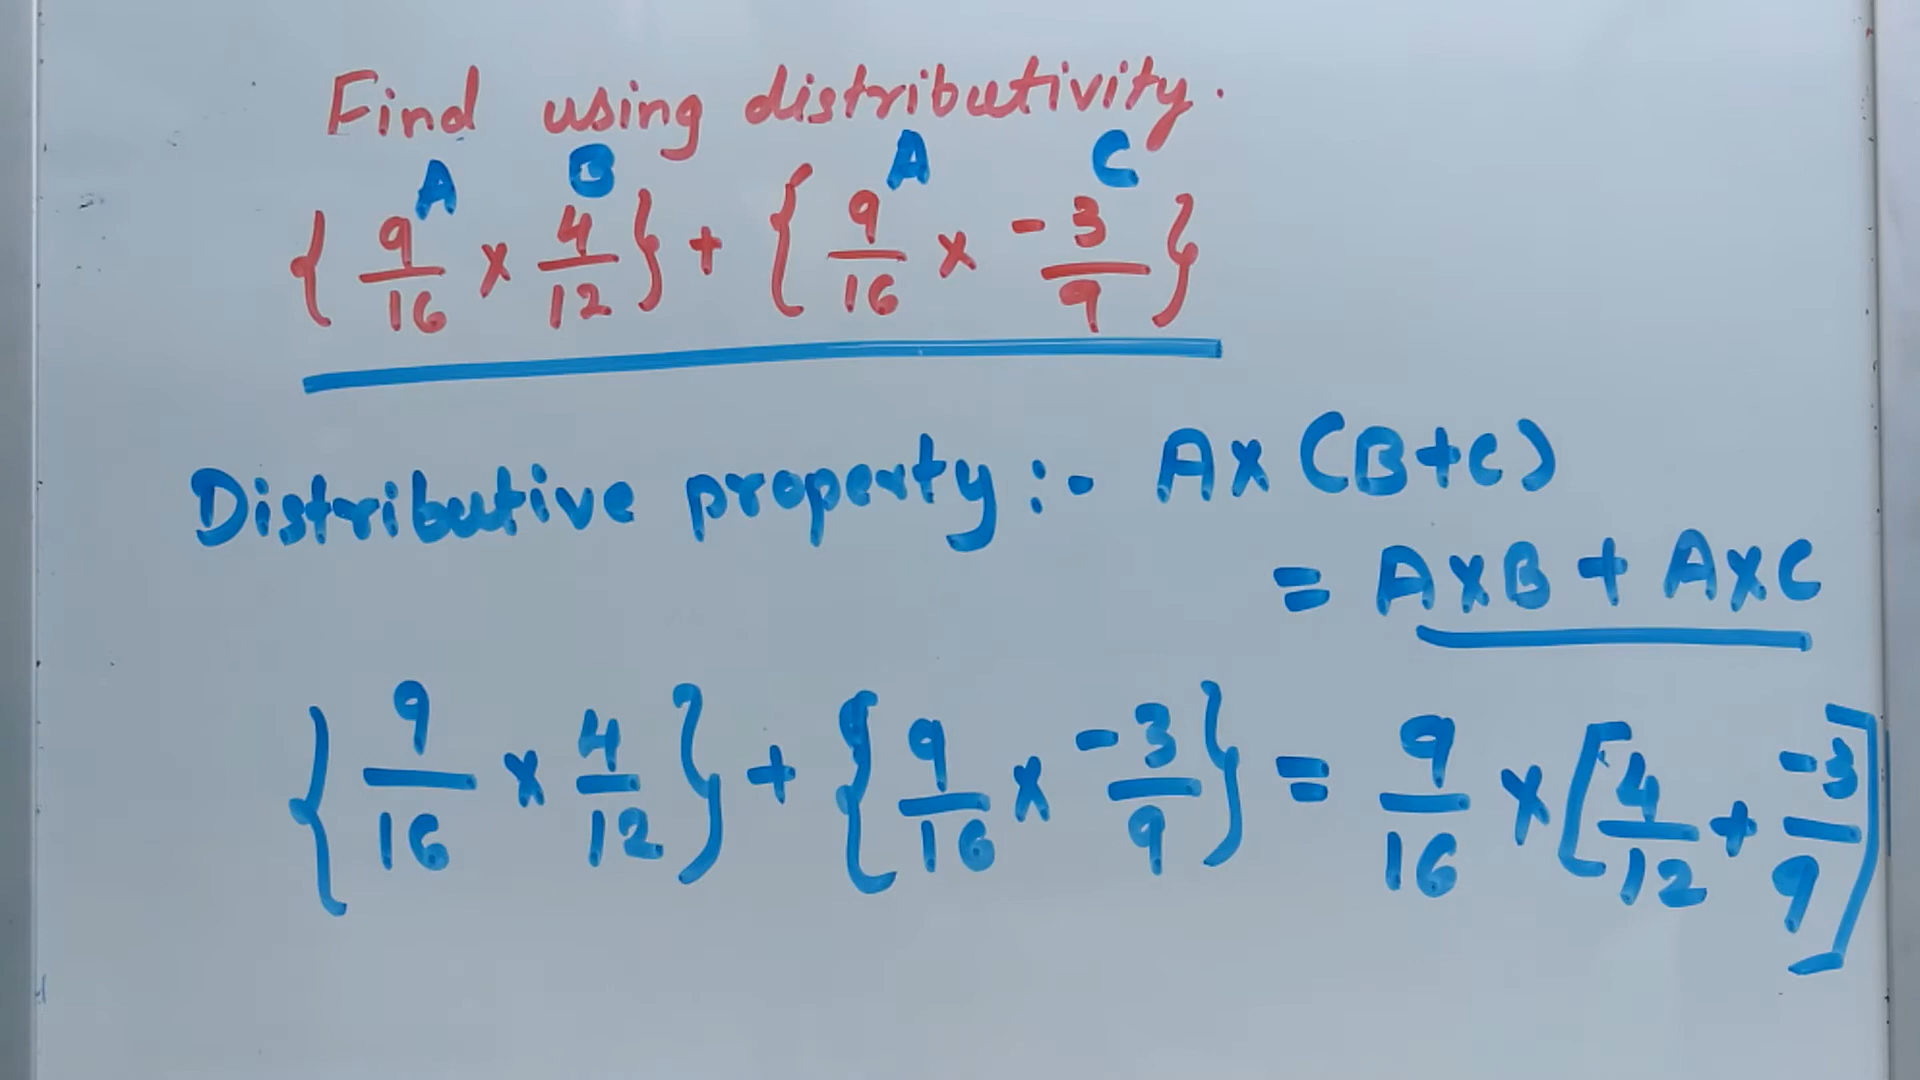 Find using distributivity.
A B A C
{ 9/16 × 4/12 } + { 9/16 × -3/9 }
Distributive property :- A×(B+C)
= A×B + A×C
{ 9/16 × 4/12 } + { 9/16 × -3/9 } = 9/16 × [ 4/12 + -3/9 ]